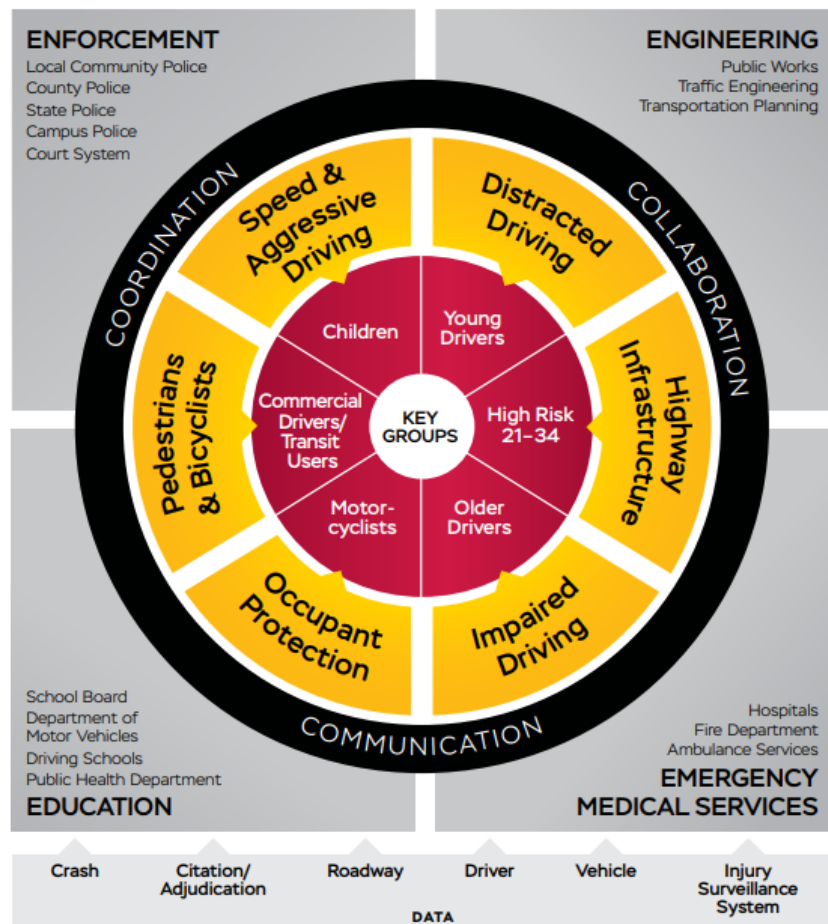 ENFORCEMENT
Local Community Police
County Police
State Police
Campus Police
Court System
ENGINEERING
Public Works
Traffic Engineering
Transportation Planning
COORDINATION
COLLABORATION
COMMUNICATION
Speed &
Aggressive
Driving
Distracted
Driving
Pedestrians
& Bicyclists
Highway
Infrastructure
Occupant
Protection
Impaired
Driving
Children
Young
Drivers
Commercial
Drivers/
Transit
Users
KEY
GROUPS
High Risk
21–34
Motor-
cyclists
Older
Drivers
School Board
Department of
Motor Vehicles
Driving Schools
Public Health Department
EDUCATION
Hospitals
Fire Department
Ambulance Services
EMERGENCY
MEDICAL SERVICES
Crash
Citation/
Adjudication
Roadway
Driver
Vehicle
Injury
Surveillance
System
DATA